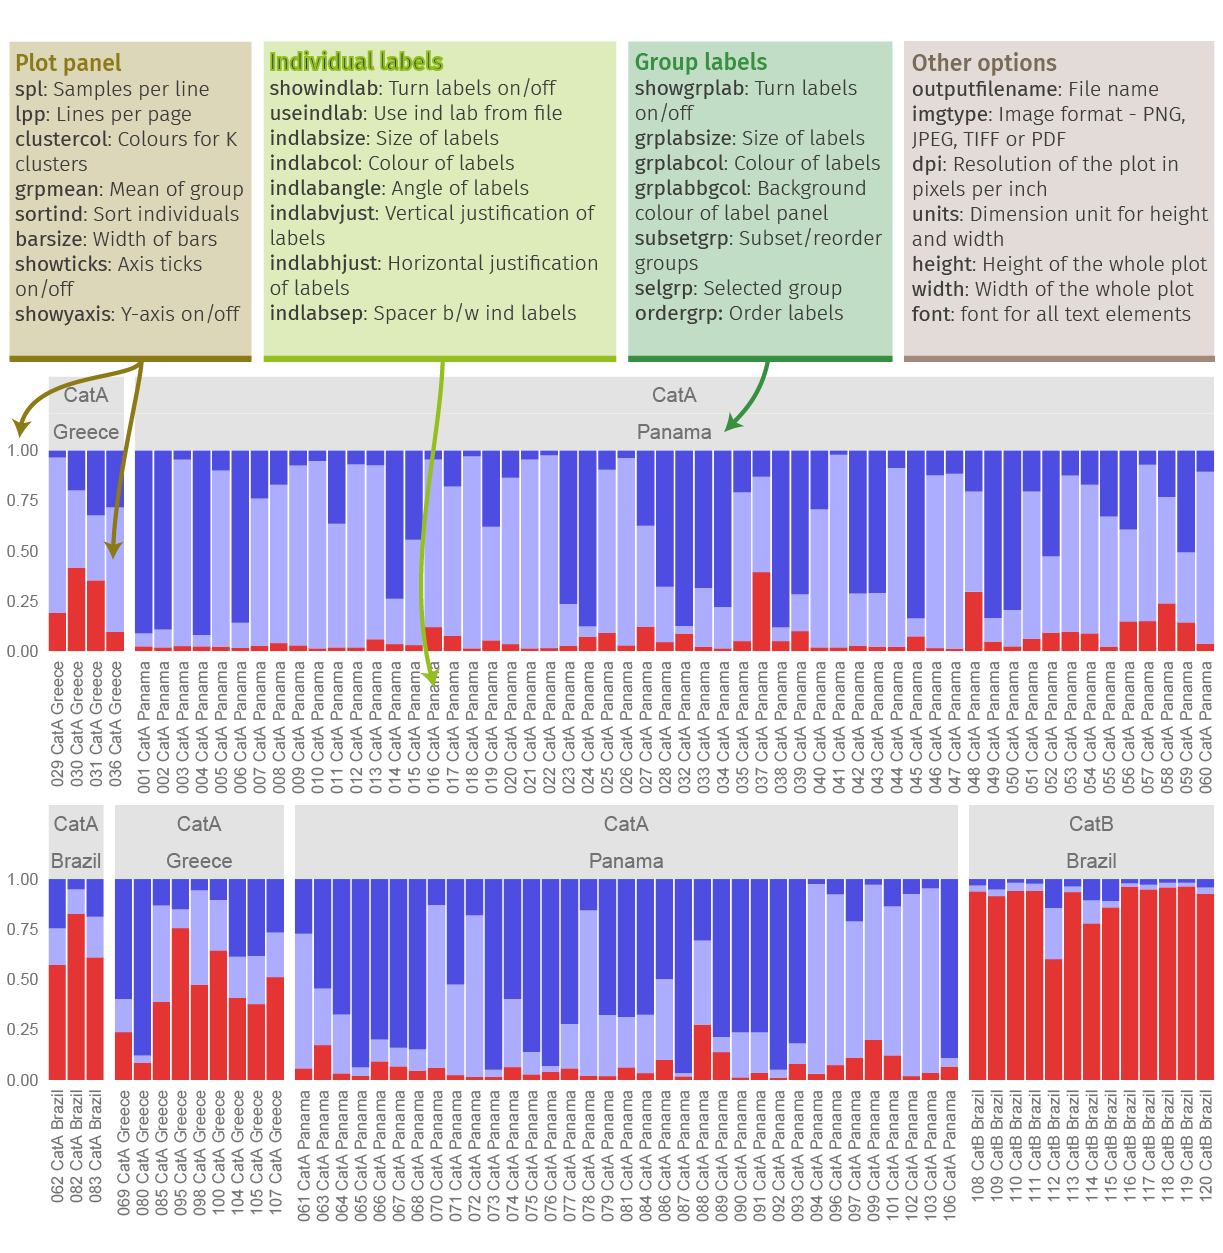 Plot panel
spl: Samples per line
lpp: Lines per page
clustercol: Colours for K
clusters
grpmean: Mean of group
sortind: Sort individuals
barsize: Width of bars
showticks: Axis ticks
on/off
showyaxis: Y-axis on/off
Individual labels
showindlab: Turn labels on/off
useindlab: Use ind lab from file
indlabsize: Size of labels
indlabcol: Colour of labels
indlabangle: Angle of labels
indlabvjust: Vertical justification of
labels
indlabhjust: Horizontal justification
of labels
indlabsep: Spacer b/w ind labels
Group labels
showgrplab: Turn labels
on/off
grplabsize: Size of labels
grplabcol: Colour of labels
grplabbgcol: Background
colour of label panel
subsetgrp: Subset/reorder
groups
selgrp: Selected group
ordergrp: Order labels
Other options
outputfilename: File name
imgtype: Image format - PNG,
JPEG, TIFF or PDF
dpi: Resolution of the plot in
pixels per inch
units: Dimension unit for height
and width
height: Height of the whole plot
width: Width of the whole plot
font: font for all text elements
CatA
Greece
CatA
Panama
1.00
0.75
0.50
0.25
0.00
029 CatA Greece
030 CatA Greece
031 CatA Greece
036 CatA Greece
001 CatA Panama
002 CatA Panama
003 CatA Panama
004 CatA Panama
005 CatA Panama
006 CatA Panama
007 CatA Panama
008 CatA Panama
009 CatA Panama
010 CatA Panama
011 CatA Panama
012 CatA Panama
013 CatA Panama
014 CatA Panama
015 CatA Panama
016 CatA Panama
017 CatA Panama
018 CatA Panama
019 CatA Panama
020 CatA Panama
021 CatA Panama
022 CatA Panama
023 CatA Panama
024 CatA Panama
025 CatA Panama
026 CatA Panama
027 CatA Panama
028 CatA Panama
032 CatA Panama
033 CatA Panama
034 CatA Panama
035 CatA Panama
037 CatA Panama
038 CatA Panama
039 CatA Panama
040 CatA Panama
041 CatA Panama
042 CatA Panama
043 CatA Panama
044 CatA Panama
045 CatA Panama
046 CatA Panama
047 CatA Panama
048 CatA Panama
049 CatA Panama
050 CatA Panama
051 CatA Panama
052 CatA Panama
053 CatA Panama
054 CatA Panama
055 CatA Panama
056 CatA Panama
057 CatA Panama
058 CatA Panama
059 CatA Panama
060 CatA Panama
CatA
Brazil
CatA
Greece
CatA
Panama
CatB
Brazil
1.00
0.75
0.50
0.25
0.00
062 CatA Brazil
082 CatA Brazil
083 CatA Brazil
069 CatA Greece
080 CatA Greece
085 CatA Greece
095 CatA Greece
098 CatA Greece
100 CatA Greece
104 CatA Greece
105 CatA Greece
107 CatA Greece
061 CatA Panama
063 CatA Panama
064 CatA Panama
065 CatA Panama
066 CatA Panama
067 CatA Panama
068 CatA Panama
070 CatA Panama
071 CatA Panama
072 CatA Panama
073 CatA Panama
074 CatA Panama
075 CatA Panama
076 CatA Panama
077 CatA Panama
078 CatA Panama
079 CatA Panama
081 CatA Panama
084 CatA Panama
086 CatA Panama
087 CatA Panama
088 CatA Panama
089 CatA Panama
090 CatA Panama
091 CatA Panama
092 CatA Panama
093 CatA Panama
094 CatA Panama
096 CatA Panama
097 CatA Panama
099 CatA Panama
101 CatA Panama
102 CatA Panama
103 CatA Panama
106 CatA Panama
108 CatB Brazil
109 CatB Brazil
110 CatB Brazil
111 CatB Brazil
112 CatB Brazil
113 CatB Brazil
114 CatB Brazil
115 CatB Brazil
116 CatB Brazil
117 CatB Brazil
118 CatB Brazil
119 CatB Brazil
120 CatB Brazil